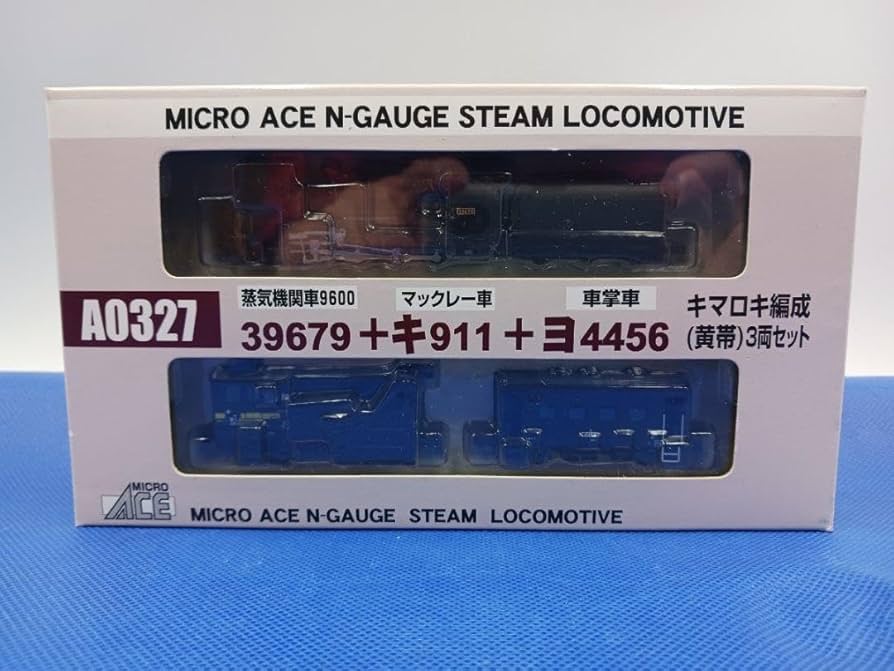 MICRO ACE N-GAUGE STEAM LOCOMOTIVE
A0327
蒸気機関車9600 マックレー車 車掌車
39679+キ911+ヨ4456
キマロキ編成
(黄帯)3両セット
MICRO
ACE
MICRO ACE N-GAUGE STEAM LOCOMOTIVE